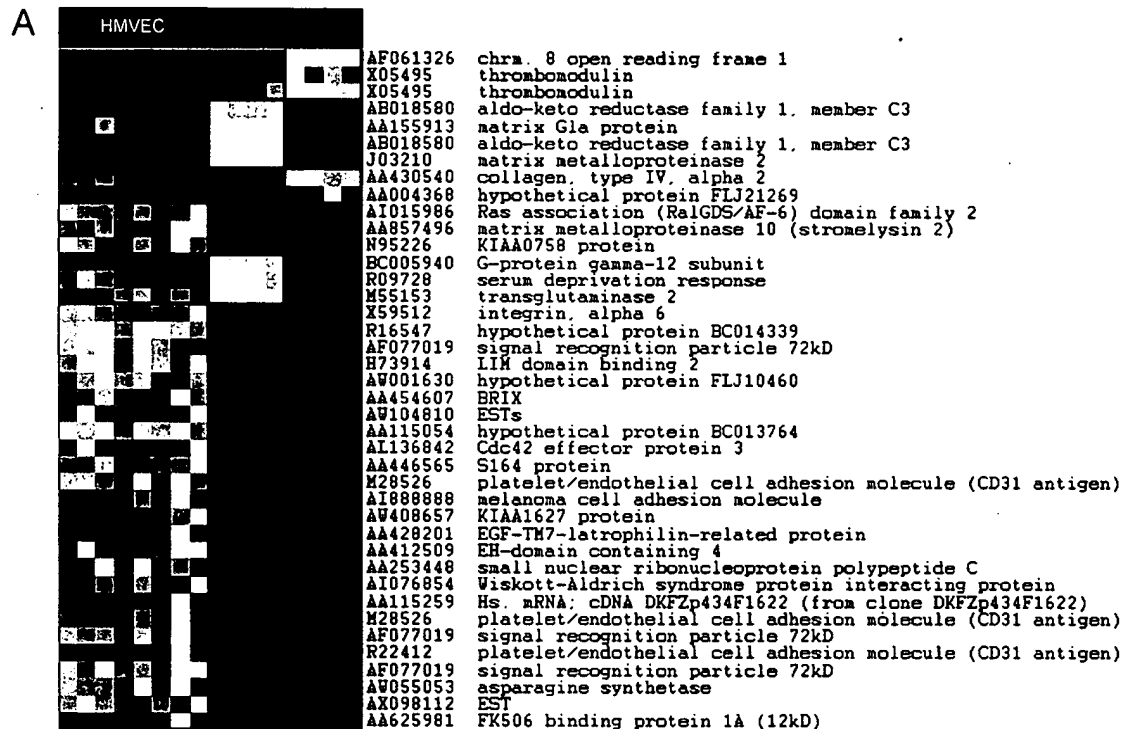 A
HMVEC
AF061326 chrm. 8 open reading frame 1
X05495 thrombomodulin
X05495 thrombomodulin
AB018580 aldo-keto reductase family 1, member C3
AA155913 matrix Gla protein
AB018580 aldo-keto reductase family 1, member C3
J03210 matrix metalloproteinase 2
AA430540 collagen, type IV, alpha 2
AA004368 hypothetical protein FLJ21269
AI015986 Ras association (RalGDS/AF-6) domain family 2
AA857496 matrix metalloproteinase 10 (stromelysin 2)
N95226 KIAA0758 protein
BC005940 G-protein gamma-12 subunit
R09728 serum deprivation response
M55153 transglutaminase 2
X59512 integrin, alpha 6
R16547 hypothetical protein BC014339
AF077019 signal recognition particle 72kD
H73914 LIM domain binding 2
AW001630 hypothetical protein FLJ10460
AA454607 BRIX
AW104810 ESTs
AA115054 hypothetical protein BC013764
AL136842 Cdc42 effector protein 3
AA446565 S164 protein
M28526 platelet/endothelial cell adhesion molecule (CD31 antigen)
AI888888 melanoma cell adhesion molecule
AW408657 KIAA1627 protein
AA428201 EGF-TM7-latrophilin-related protein
AA412509 EH-domain containing 4
AA253448 small nuclear ribonucleoprotein polypeptide C
AI076854 Wiskott-Aldrich syndrome protein interacting protein
AA115259 Hs. mRNA; cDNA DKFZp434F1622 (from clone DKFZp434F1622)
M28526 platelet/endothelial cell adhesion molecule (CD31 antigen)
AF077019 signal recognition particle 72kD
R22412 platelet/endothelial cell adhesion molecule (CD31 antigen)
AF077019 signal recognition particle 72kD
AW055053 asparagine synthetase
AX098112 EST
AA625981 FK506 binding protein 1A (12kD)